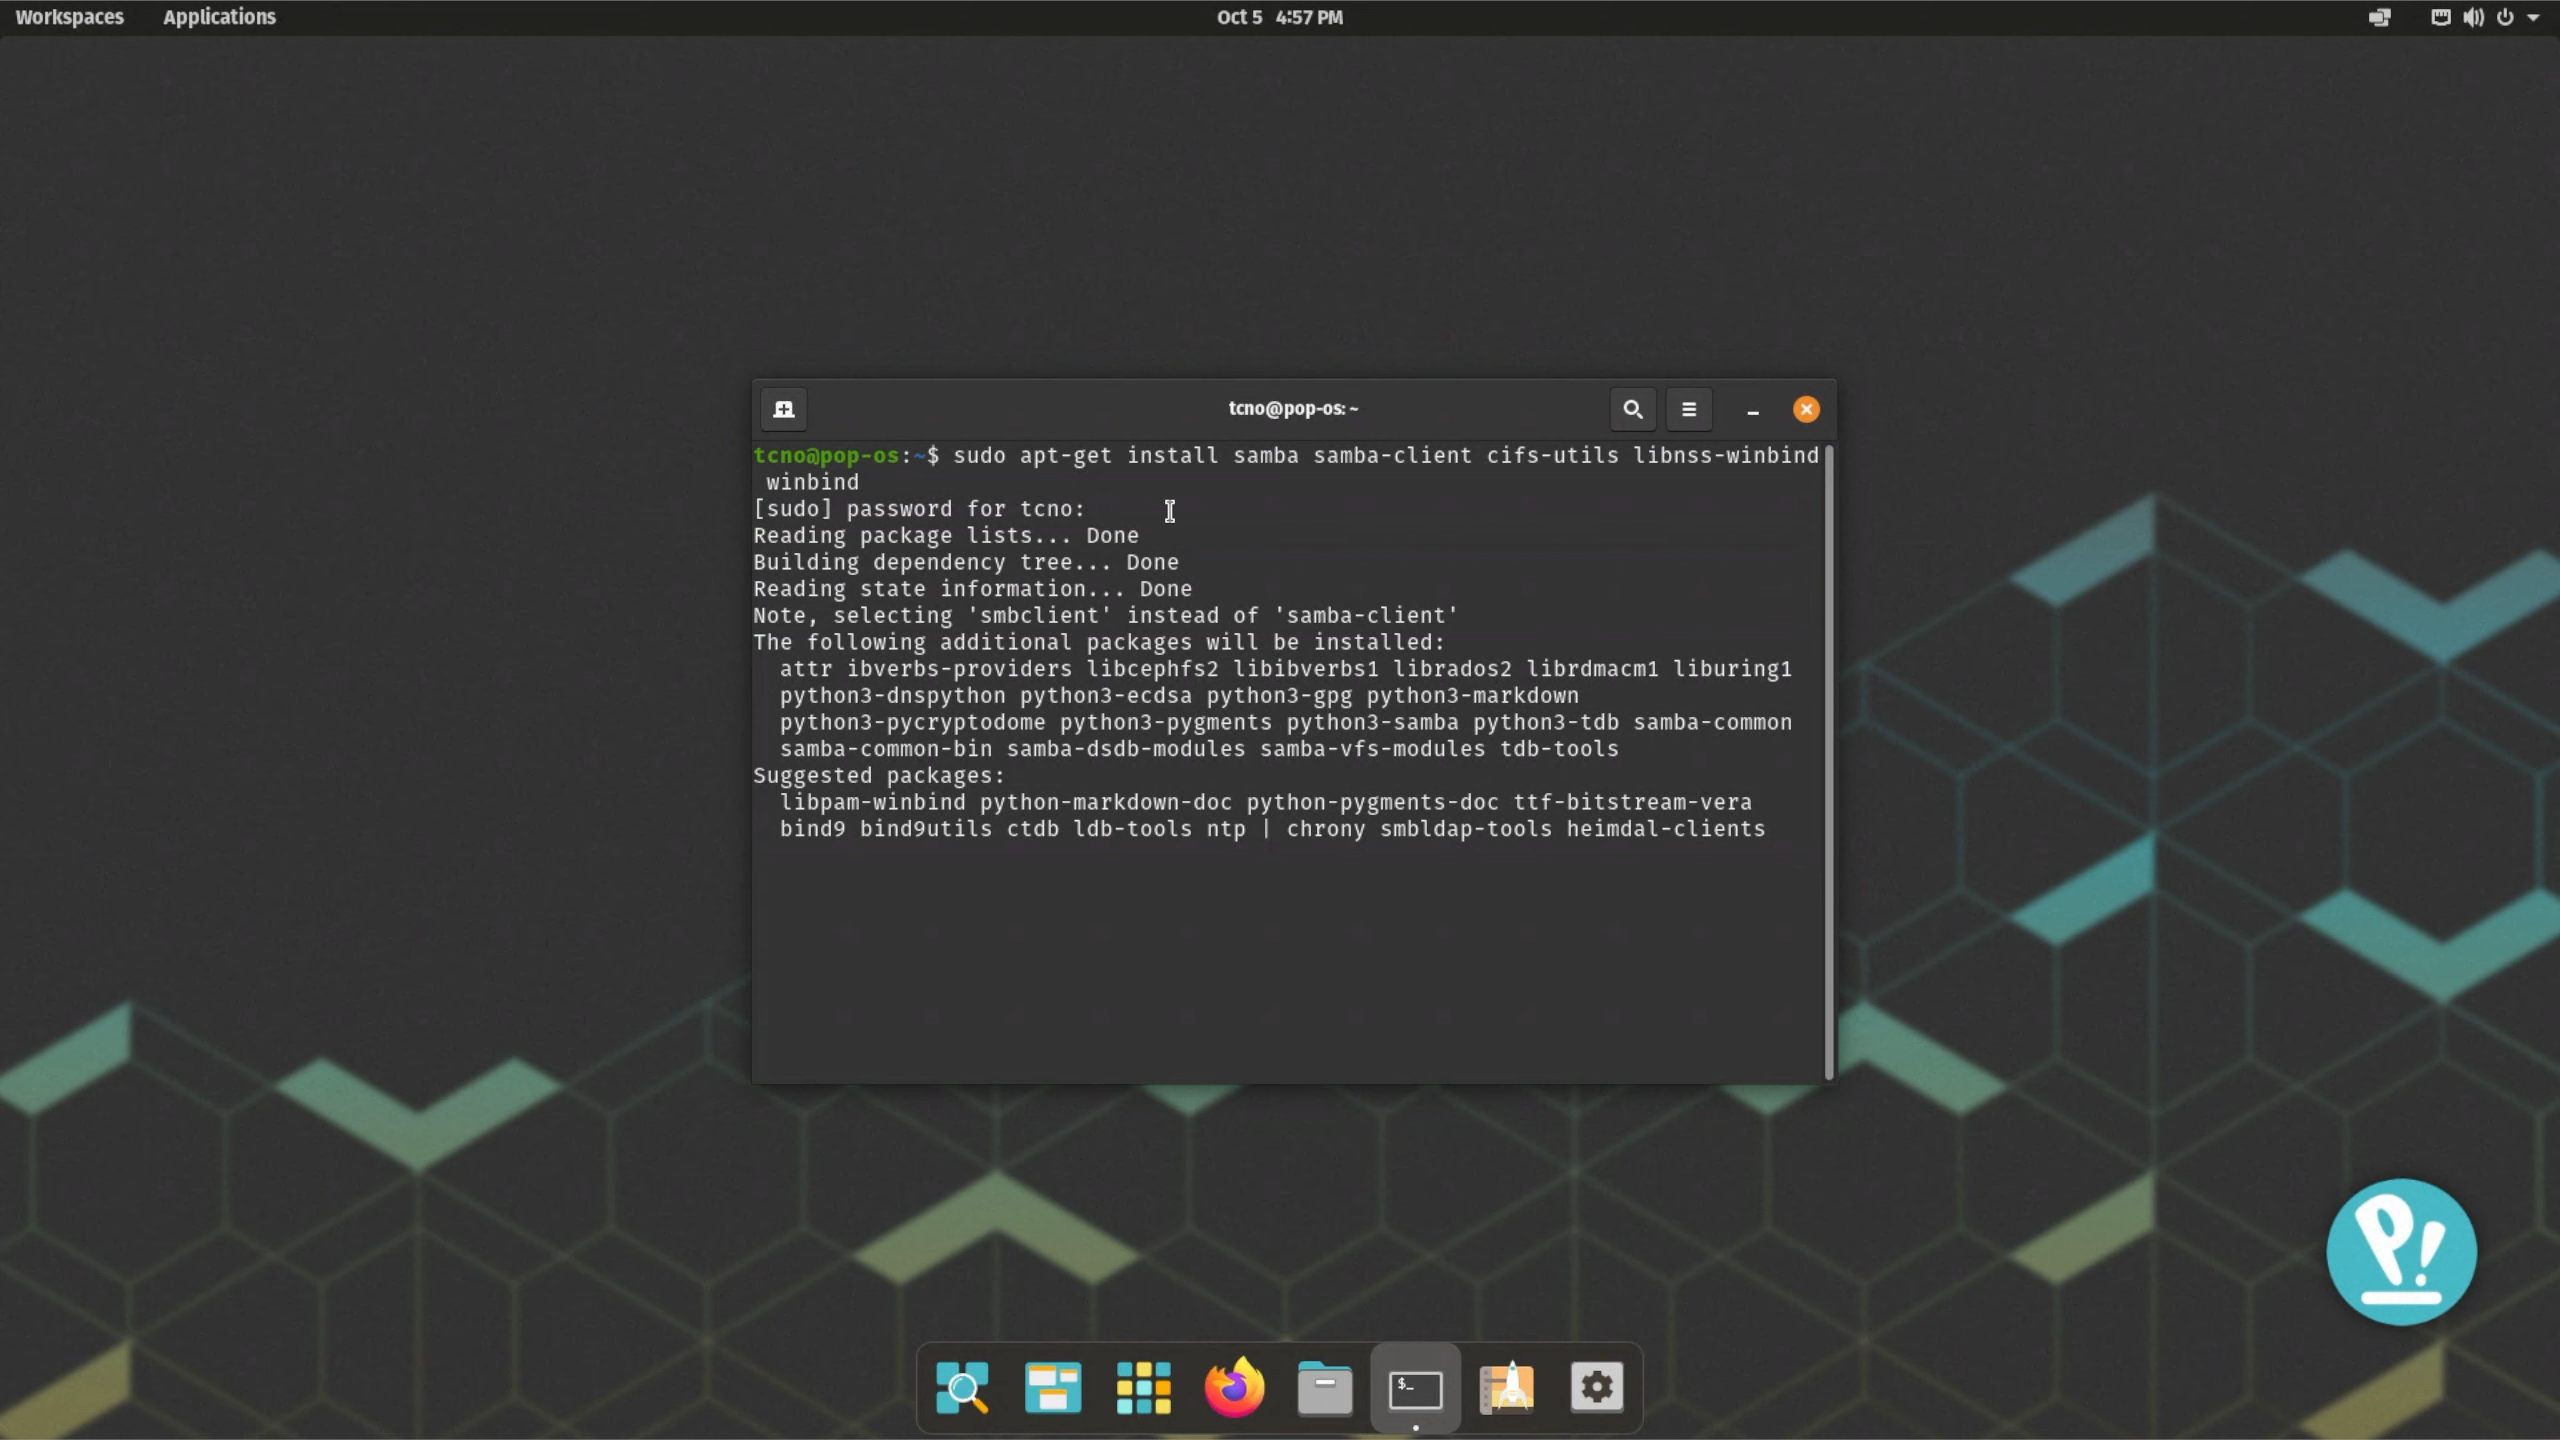 Workspaces Applications Oct 5 4:57 PM
tcno@pop-os: ~
tcno@pop-os:~$ sudo apt-get install samba samba-client cifs-utils libnss-winbind
 winbind
[sudo] password for tcno:
Reading package lists... Done
Building dependency tree... Done
Reading state information... Done
Note, selecting 'smbclient' instead of 'samba-client'
The following additional packages will be installed:
  attr ibverbs-providers libcephfs2 libibverbs1 librados2 librdmacm1 liburing1
  python3-dnspython python3-ecdsa python3-gpg python3-markdown
  python3-pycryptodome python3-pygments python3-samba python3-tdb samba-common
  samba-common-bin samba-dsdb-modules samba-vfs-modules tdb-tools
Suggested packages:
  libpam-winbind python-markdown-doc python-pygments-doc ttf-bitstream-vera
  bind9 bind9utils ctdb ldb-tools ntp | chrony smbldap-tools heimdal-clients
P!
$_